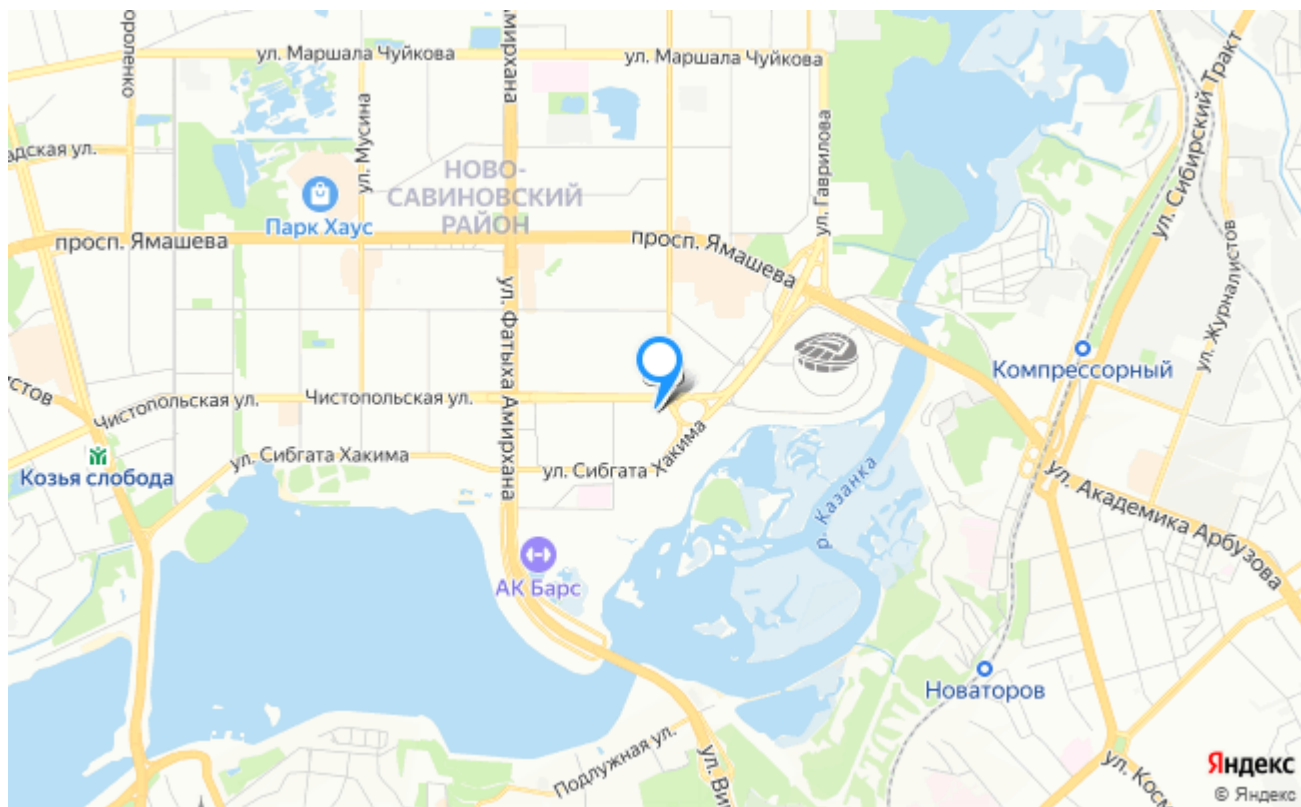 ул. Маршала Чуйкова
ул. Маршала Чуйкова
ул. Сибирский Тракт
ул. Мусина
ул. Гаврилова
НОВО-
САВИНОВСКИЙ
РАЙОН
Парк Хаус
просп. Ямашева
просп. Ямашева
ул. Журналистов
ул. Фатыха Амирхана
Компрессорный
Чистопольская ул.
Чистопольская ул.
ул. Сибгата Хакима
ул. Сибгата Хакима
Козья слобода
р. Казанка
ул. Академика Арбузова
АК Барс
Новаторов
Подлужная ул.
ул. Ви
ул. Косм
Амирхана
ороленко
адская ул.
истов
Яндекс
© Яндекс